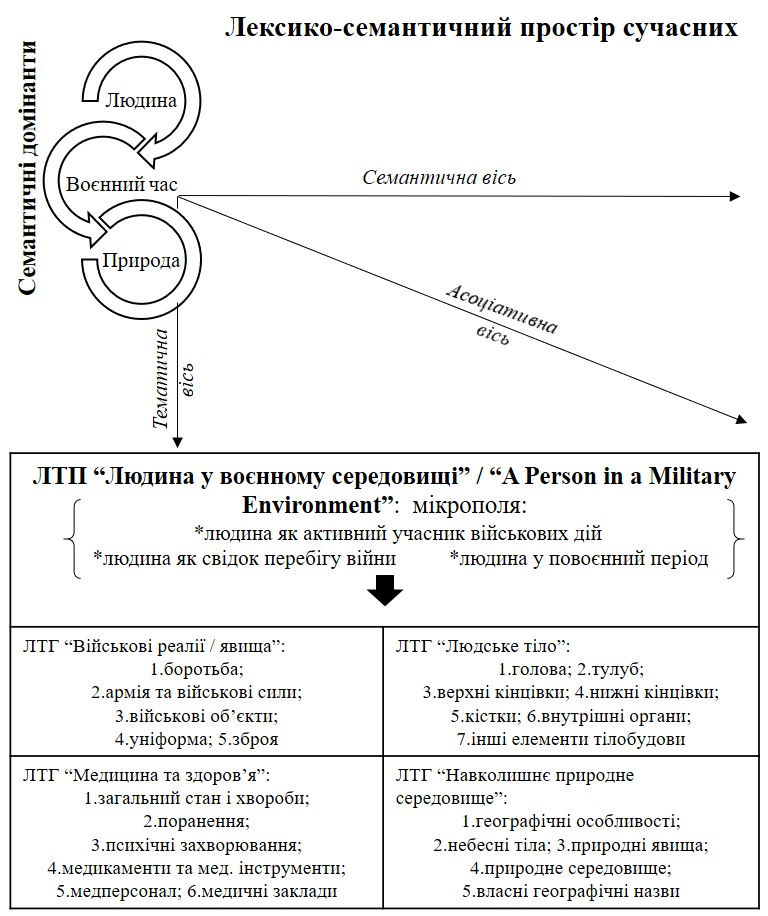 Лексико-семантичний простір сучасних
Семантичні домінанти
Людина
Воєнний час
Природа
Семантична вісь
Асоціативна
вісь
Тематична
вісь
ЛТП “Людина у воєнному середовищі” / “A Person in a Military
Environment”: мікрополя:
*людина як активний учасник військових дій
*людина як свідок перебігу війни *людина у повоєнний період
ЛТГ “Військові реалії / явища”:
1.боротьба;
2.армія та військові сили;
3.військові об’єкти;
4.уніформа; 5.зброя
ЛТГ “Людське тіло”:
1.голова; 2.тулуб;
3.верхні кінцівки; 4.нижні кінцівки;
5.кістки; 6.внутрішні органи;
7.інші елементи тілобудови
ЛТГ “Медицина та здоров’я”:
1.загальний стан і хвороби;
2.поранення;
3.психічні захворювання;
4.медикаменти та мед. інструменти;
5.медперсонал; 6.медичні заклади
ЛТГ “Навколишнє природне
середовище”:
1.географічні особливості;
2.небесні тіла; 3.природні явища;
4.природне середовище;
5.власні географічні назви